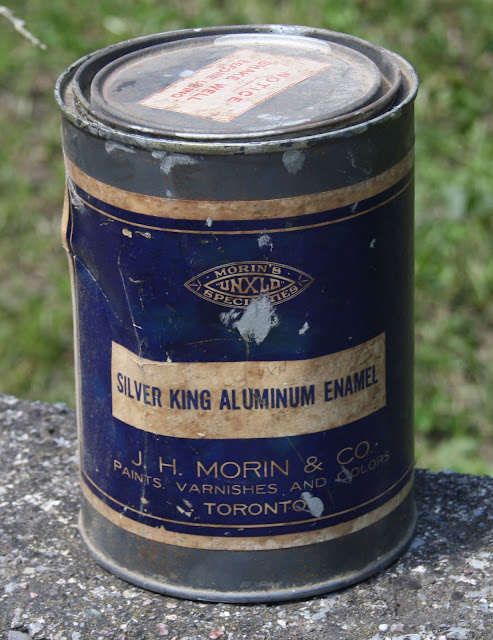 NOTICE
SHAKE WELL
BEFORE USING
MORIN'S
UNXLD
SPECIALTIES
SILVER KING ALUMINUM ENAMEL
J. H. MORIN & CO.
PAINTS, VARNISHES AND COLORS
TORONTO